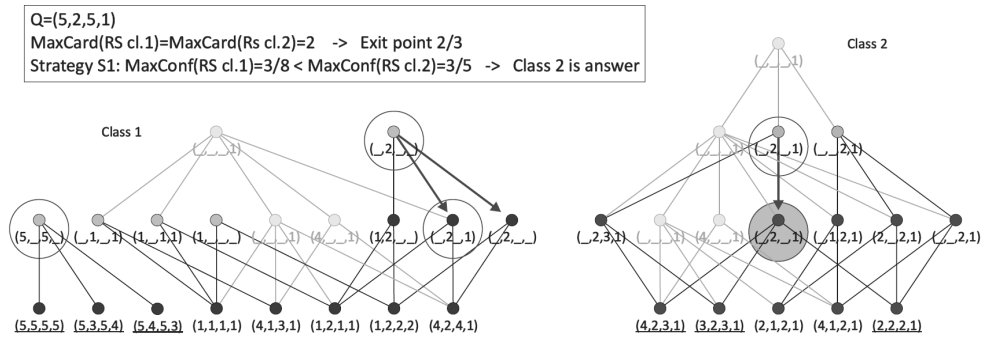 Q=(5,2,5,1)
MaxCard(RS cl.1)=MaxCard(Rs cl.2)=2 -> Exit point 2/3
Strategy S1: MaxConf(RS cl.1)=3/8 < MaxConf(RS cl.2)=3/5 -> Class 2 is answer
Class 1
(_,_,_,1) (_,2,_,_)
(5,_,5,_) (_,1,_,1) (1,_,1,1) (1,_,_,_) (_,_,_,1) (4,_,_,1) (1,2,_,_) (_,2,_,1) (_,2,_,_)
(5,5,5,5) (5,3,5,4) (5,4,5,3) (1,1,1,1) (4,1,3,1) (1,2,1,1) (1,2,2,2) (4,2,4,1)
Class 2
(_,_,_,1)
(_,_,_,1) (_,2,_,1) (_,_,2,1)
(_,2,3,1) (_,_,_,1) (4,_,_,1) (_,2,_,1) (_,1,2,1) (2,_,2,1) (_,_,2,1)
(4,2,3,1) (3,2,3,1) (2,1,2,1) (4,1,2,1) (2,2,2,1)